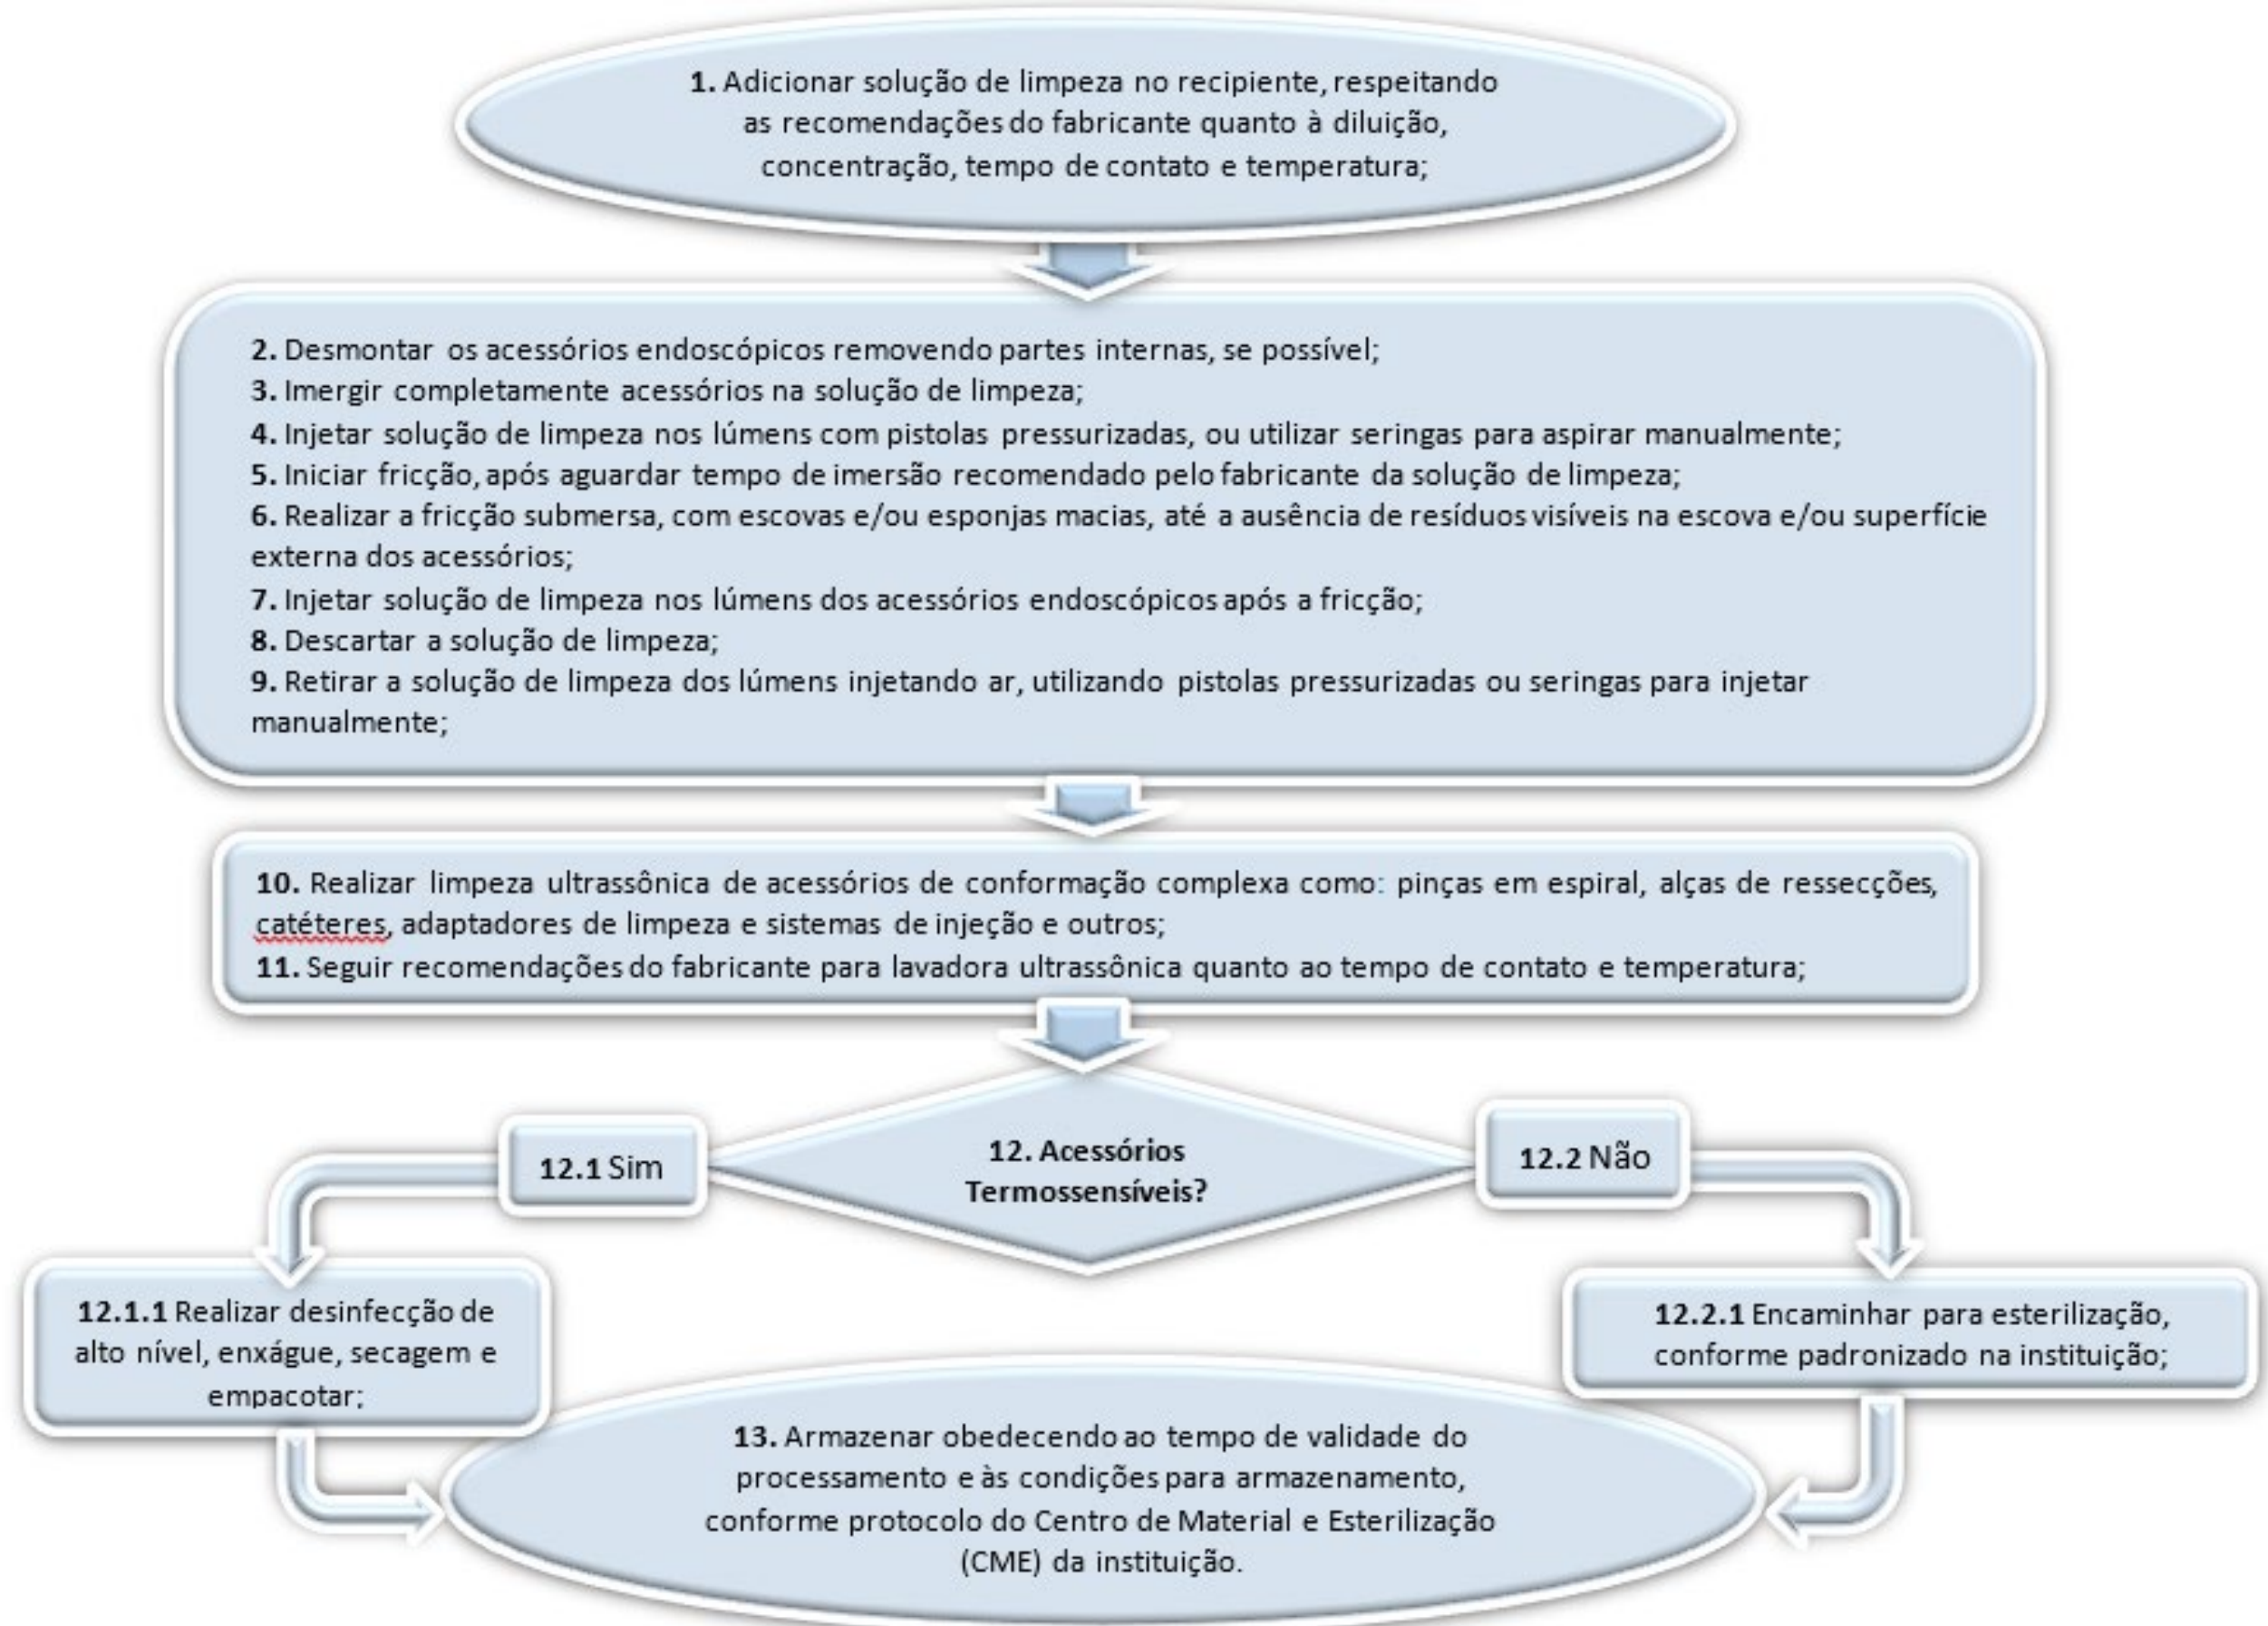 1. Adicionar solução de limpeza no recipiente, respeitando
as recomendações do fabricante quanto à diluição,
concentração, tempo de contato e temperatura;
2. Desmontar os acessórios endoscópicos removendo partes internas, se possível;
3. Imergir completamente acessórios na solução de limpeza;
4. Injetar solução de limpeza nos lúmens com pistolas pressurizadas, ou utilizar seringas para aspirar manualmente;
5. Iniciar fricção, após aguardar tempo de imersão recomendado pelo fabricante da solução de limpeza;
6. Realizar a fricção submersa, com escovas e/ou esponjas macias, até a ausência de resíduos visíveis na escova e/ou superfície
externa dos acessórios;
7. Injetar solução de limpeza nos lúmens dos acessórios endoscópicos após a fricção;
8. Descartar a solução de limpeza;
9. Retirar a solução de limpeza dos lúmens injetando ar, utilizando pistolas pressurizadas ou seringas para injetar
manualmente;
10. Realizar limpeza ultrassônica de acessórios de conformação complexa como: pinças em espiral, alças de ressecções,
catéteres, adaptadores de limpeza e sistemas de injeção e outros;
11. Seguir recomendações do fabricante para lavadora ultrassônica quanto ao tempo de contato e temperatura;
12. Acessórios
Termossensíveis?
12.1 Sim
12.2 Não
12.1.1 Realizar desinfecção de
alto nível, enxágue, secagem e
empacotar;
12.2.1 Encaminhar para esterilização,
conforme padronizado na instituição;
13. Armazenar obedecendo ao tempo de validade do
processamento e às condições para armazenamento,
conforme protocolo do Centro de Material e Esterilização
(CME) da instituição.